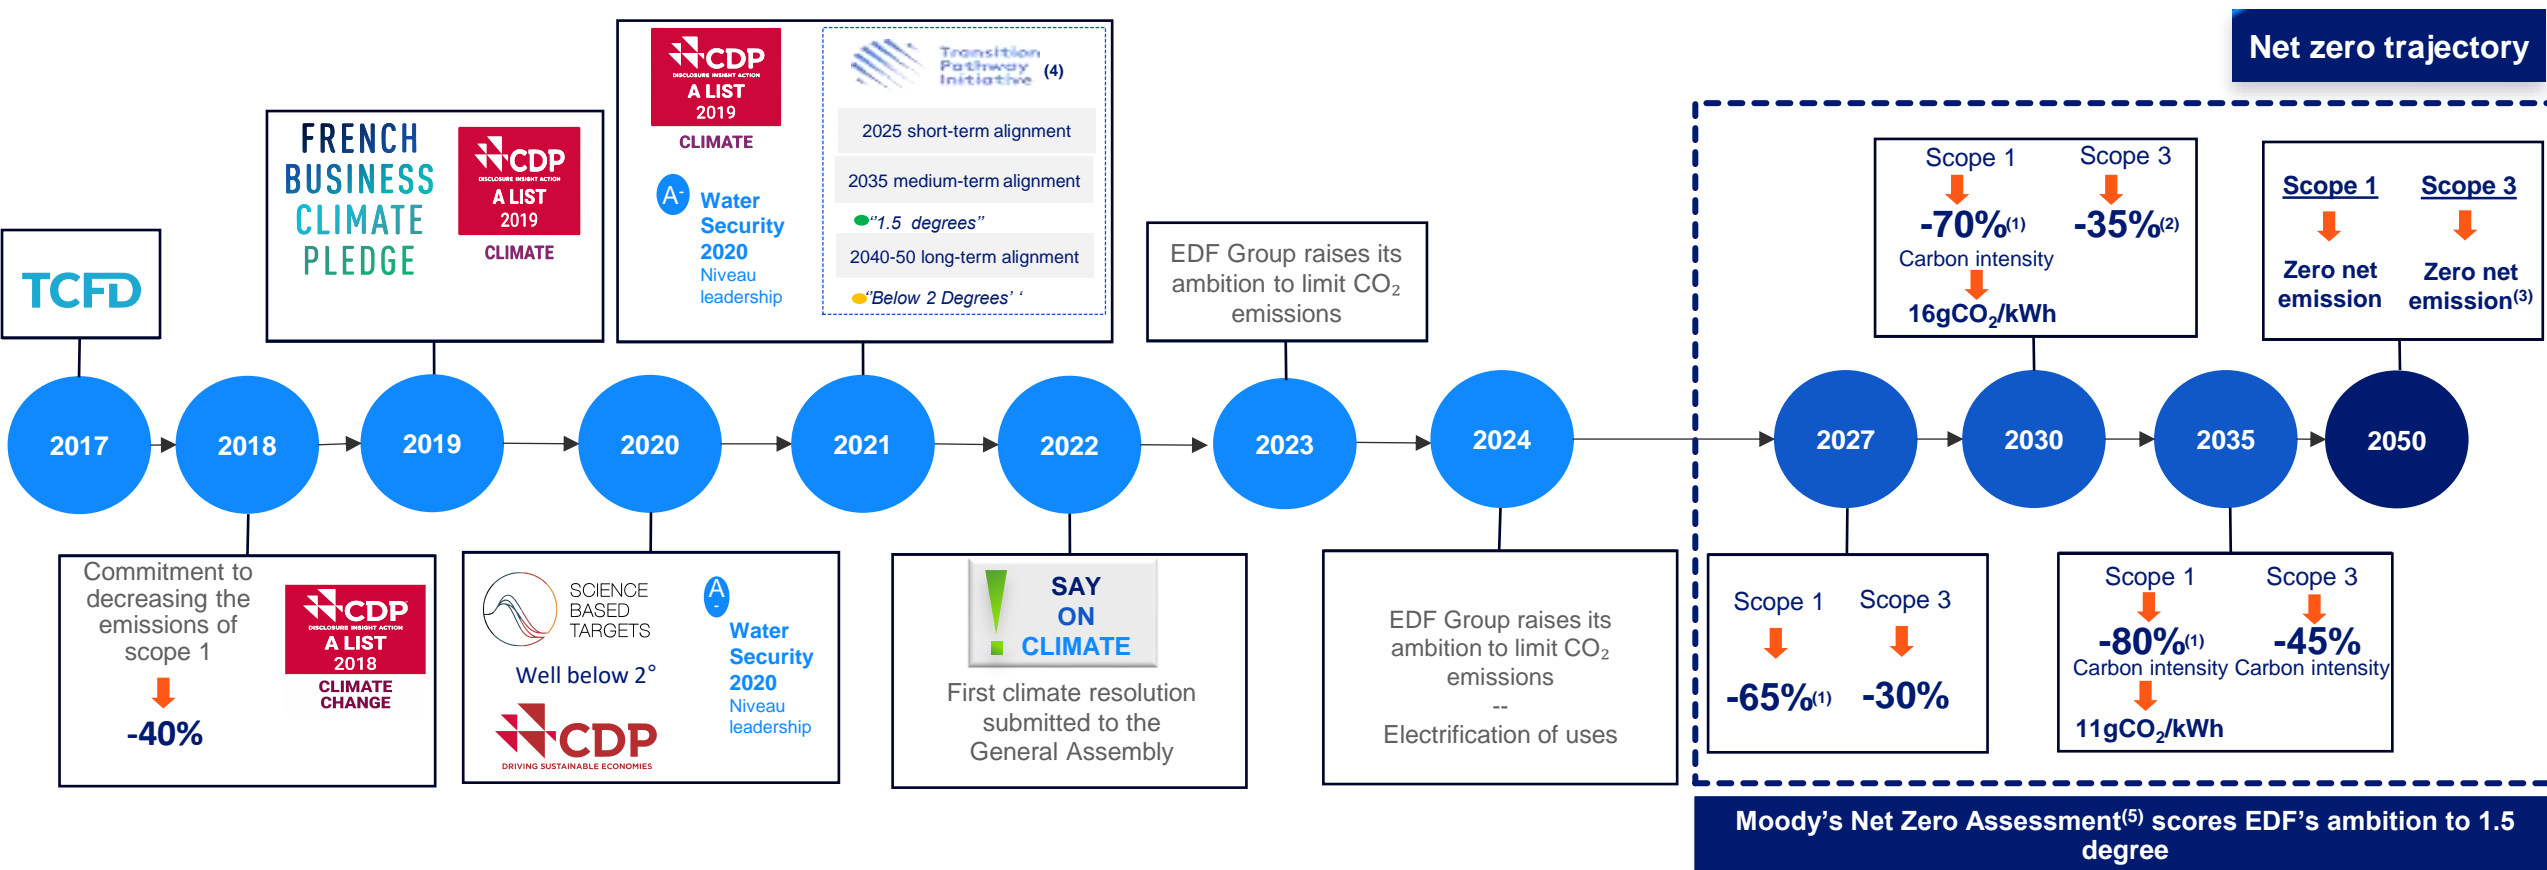 Net zero trajectory
TCFD
2017
Commitment to
decreasing the
emissions of
scope 1
-40%
CDP
DISCLOSURE INSIGHT ACTION
A LIST
2018
CLIMATE
CHANGE
2018
FRENCH
BUSINESS
CLIMATE
PLEDGE
CDP
DISCLOSURE INSIGHT ACTION
A LIST
2019
CLIMATE
2019
SCIENCE
BASED
TARGETS
Well below 2°
CDP
DRIVING SUSTAINABLE ECONOMIES
A
-
Water
Security
2020
Niveau
leadership
2020
CDP
DISCLOSURE INSIGHT ACTION
A LIST
2019
CLIMATE
A-
Water
Security
2020
Niveau
leadership
Transition
Pathway
Initiative (4)
2025 short-term alignment
2035 medium-term alignment
‘’1.5 degrees’’
2040-50 long-term alignment
‘’Below 2 Degrees’ ‘
2021
SAY
ON
CLIMATE
First climate resolution
submitted to the
General Assembly
2022
EDF Group raises its
ambition to limit CO₂
emissions
2023
EDF Group raises its
ambition to limit CO₂
emissions
--
Electrification of uses
2024
Scope 1
-65%(1)
Scope 3
-30%
2027
Scope 1
-70%(1)
Carbon intensity
16gCO₂/kWh
Scope 3
-35%(2)
2030
Scope 1
-80%(1)
Carbon intensity
11gCO₂/kWh
Scope 3
-45%
Carbon intensity
2035
Scope 1
Zero net
emission
Scope 3
Zero net
emission(3)
2050
Moody’s Net Zero Assessment(5) scores EDF’s ambition to 1.5
degree